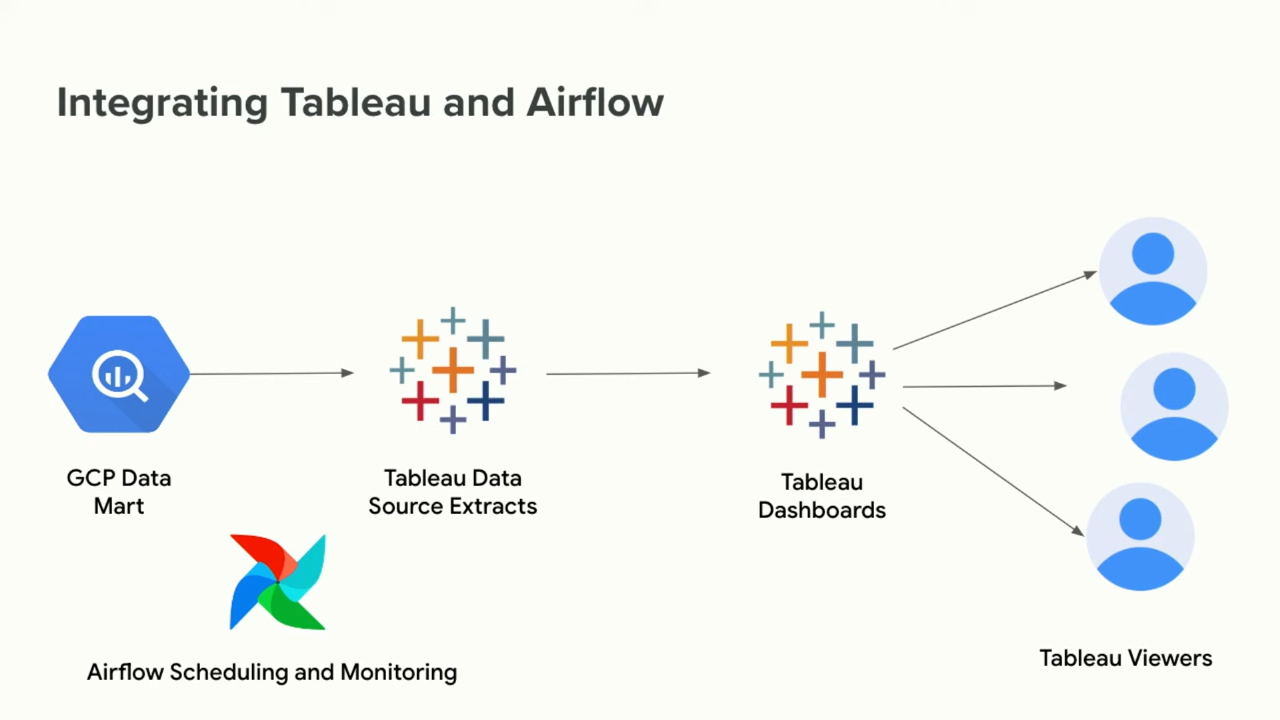 Integrating Tableau and Airflow
GCP Data
Mart
Tableau Data
Source Extracts
Tableau
Dashboards
Airflow Scheduling and Monitoring
Tableau Viewers